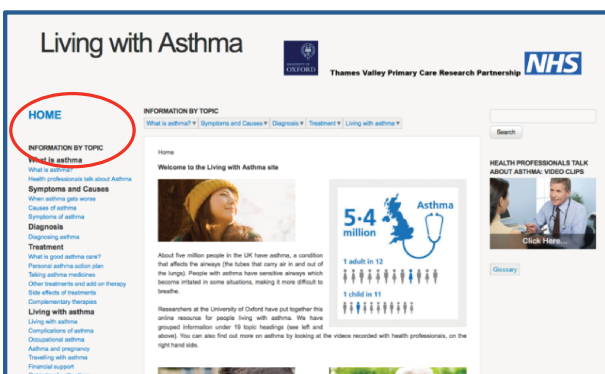 Living with Asthma
UNIVERSITY OF
OXFORD
Thames Valley Primary Care Research Partnership
NHS
HOME
INFORMATION BY TOPIC
What is asthma
What is asthma?
Health professionals talk about Asthma
Symptoms and Causes
When asthma gets worse
Causes of asthma
Symptoms of asthma
Diagnosis
Diagnosing asthma
Treatment
What is good asthma care?
Personal asthma action plan
Taking asthma medicines
Other treatments and add on therapy
Side effects of treatments
Complementary therapies
Living with asthma
Living with asthma
Complications of asthma
Occupational asthma
Asthma and pregnancy
Travelling with asthma
Financial support
INFORMATION BY TOPIC
What is asthma? Symptoms and Causes Diagnosis Treatment Living with asthma
Home
Welcome to the Living with Asthma site
Asthma
5·4
million
1 adult in 12
1 child in 11
About five million people in the UK have asthma, a condition
that affects the airways (the tubes that carry air in and out of
the lungs). People with asthma have sensitive airways which
become irritated in some situations, making it more difficult to
breathe.
Researchers at the University of Oxford have put together this
online resource for people living with asthma. We have
grouped information under 19 topic headings (see left and
above). You can also find out more on asthma by looking at the videos recorded with health professionals, on the
right hand side.
Search
HEALTH PROFESSIONALS TALK
ABOUT ASTHMA: VIDEO CLIPS
Click Here...
Glossary